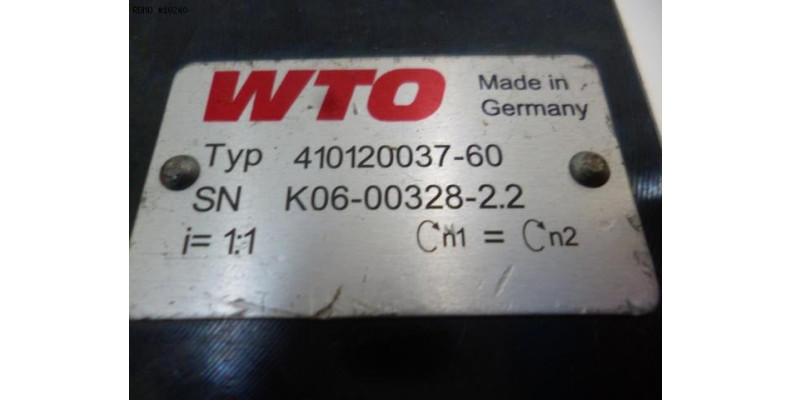 WTO
Made in
Germany
Typ 410120037-60
SN K06-00328-2.2
i= 1:1
n1 = n2